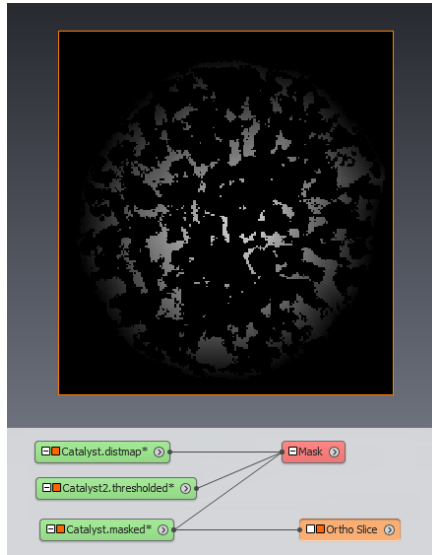 Catalyst.distmap*
Mask
Catalyst2.thresholded*
Catalyst.masked*
Ortho Slice